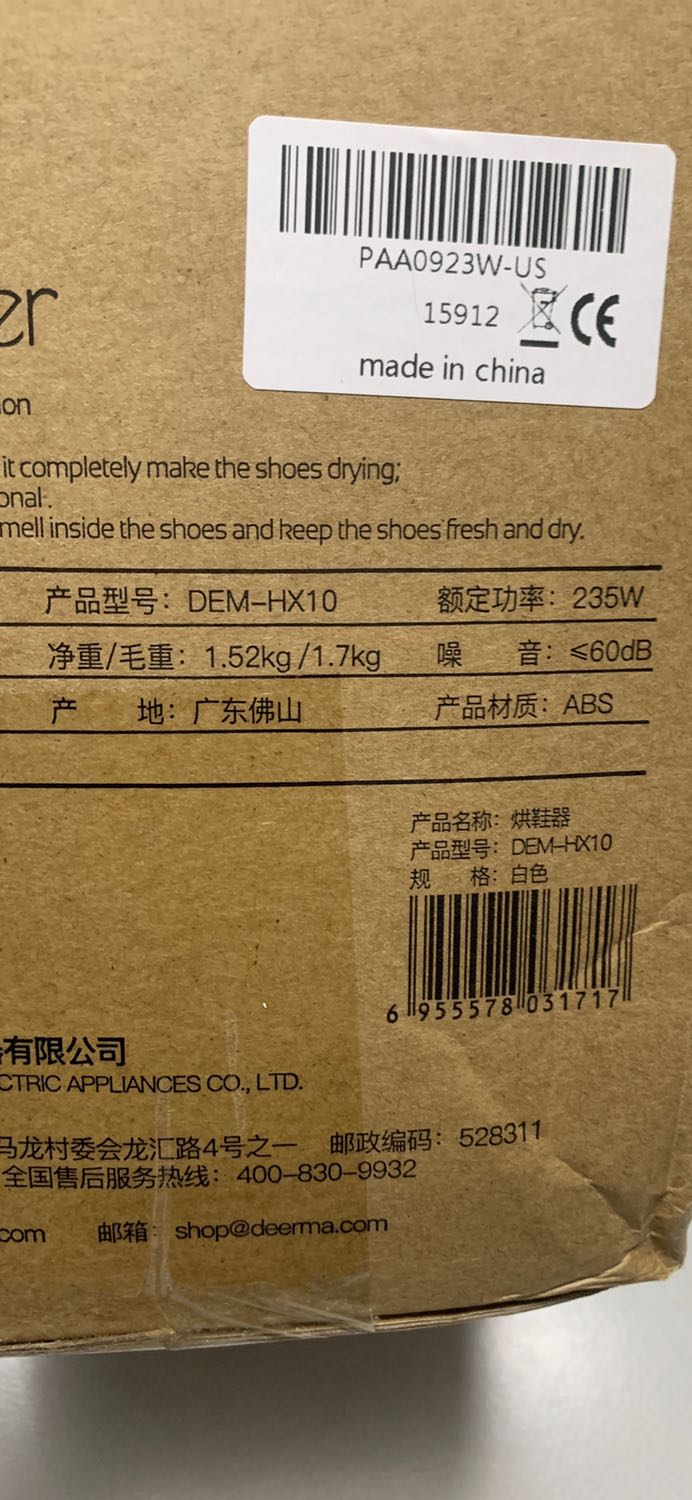 PAA0923W-US
15912 CE
made in china
er
on
it completely make the shoes drying;
onal.
mell inside the shoes and keep the shoes fresh and dry.
产品型号：DEM-HX10 额定功率：235W
净重/毛重：1.52kg/1.7kg 噪 音：≤60dB
产 地：广东佛山 产品材质：ABS
产品名称：烘鞋器
产品型号：DEM-HX10
规 格：白色
6 955578 031717
有限公司
CTRIC APPLIANCES CO., LTD.
马龙村委会龙汇路4号之一 邮政编码：528311
全国售后服务热线：400-830-9932
com 邮箱：shop@deerma.com